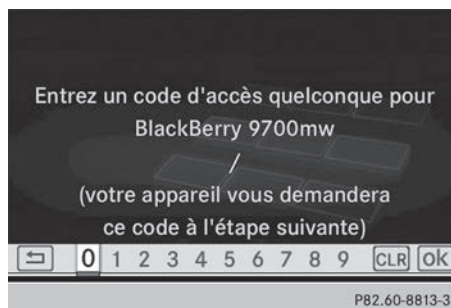 Entrez un code d'accès quelconque pour
BlackBerry 9700mw
/
(votre appareil vous demandera
ce code à l'étape suivante)
0 1 2 3 4 5 6 7 8 9 CLR ok
P82.60-8813-3